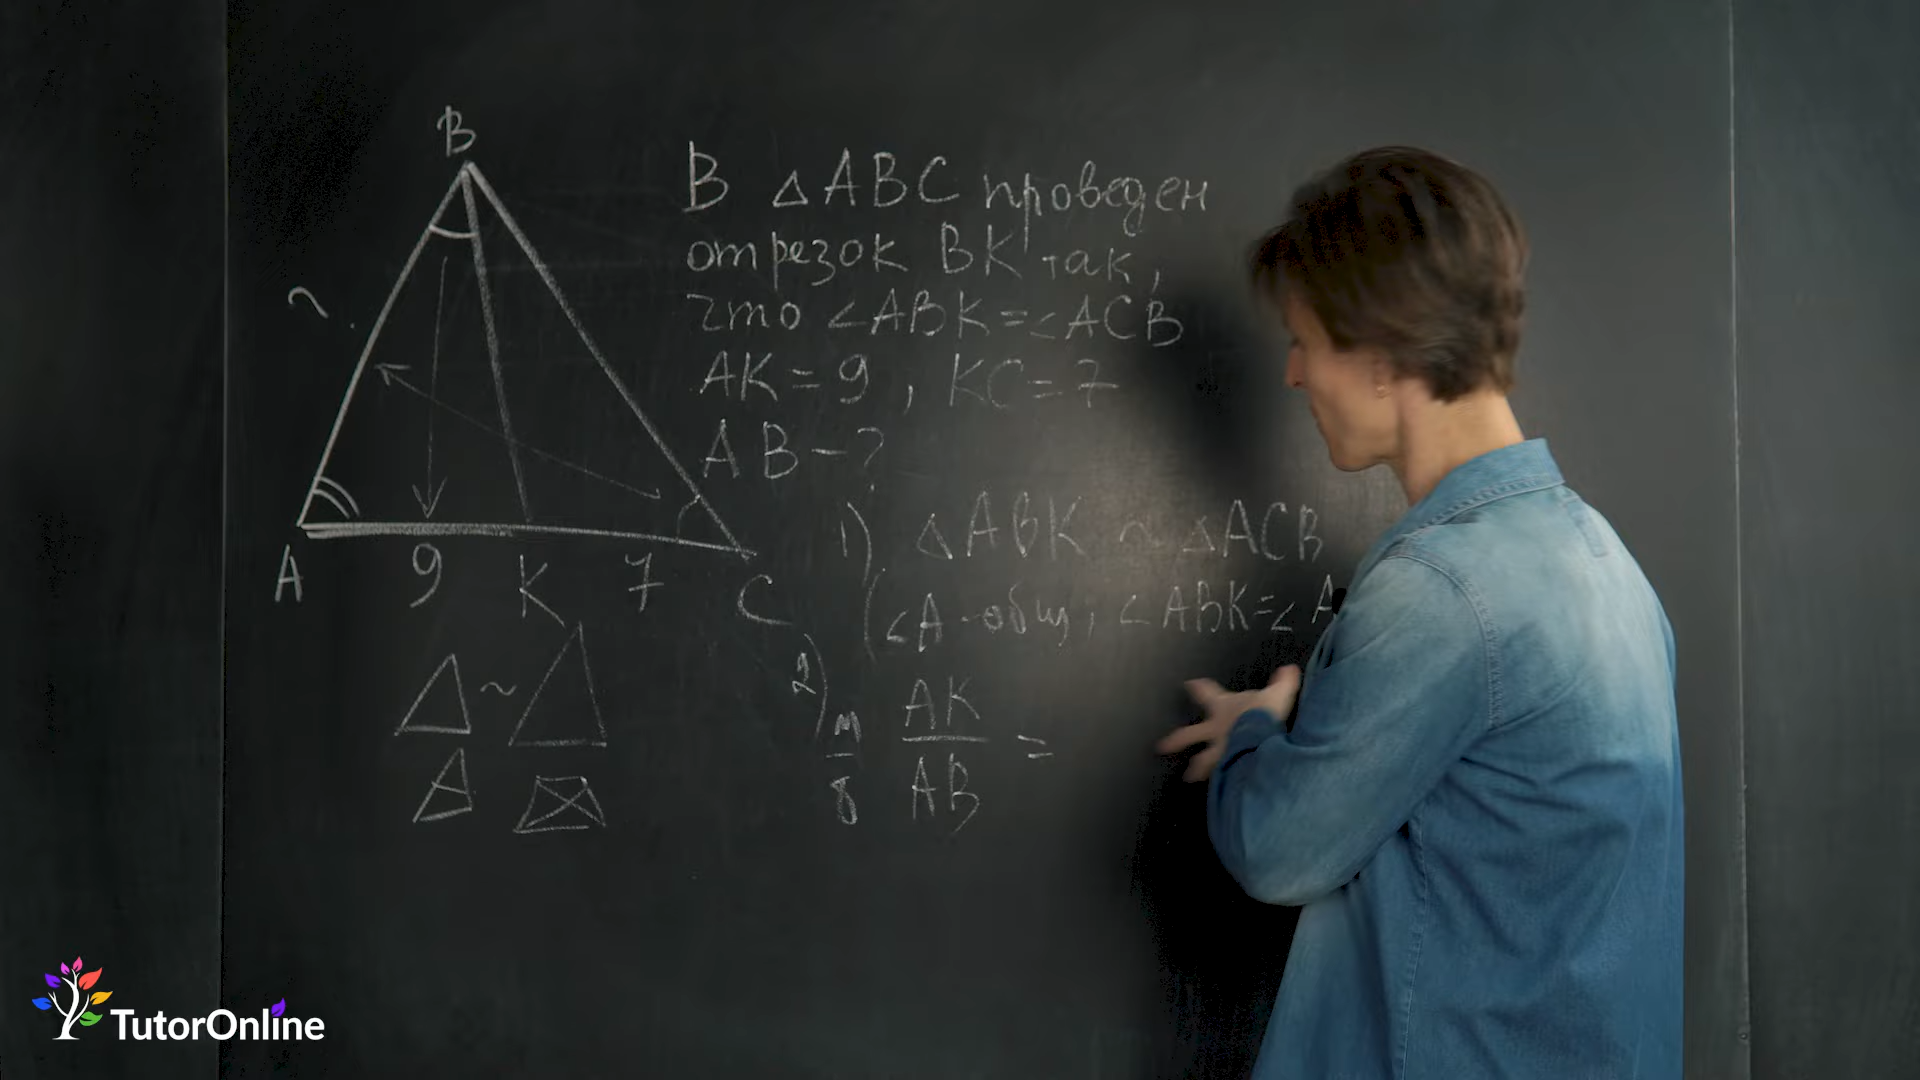 B
В △ABC проведен
отрезок BK так,
что ∠ABK=∠ACB
?
AK=9, KC=7
AB-?
1) △ABK ~ △ACB
A 9 K 7 C
(∠A-общ, ∠ABK=∠A
~
2) м/б AK/AB =
TutorOnline